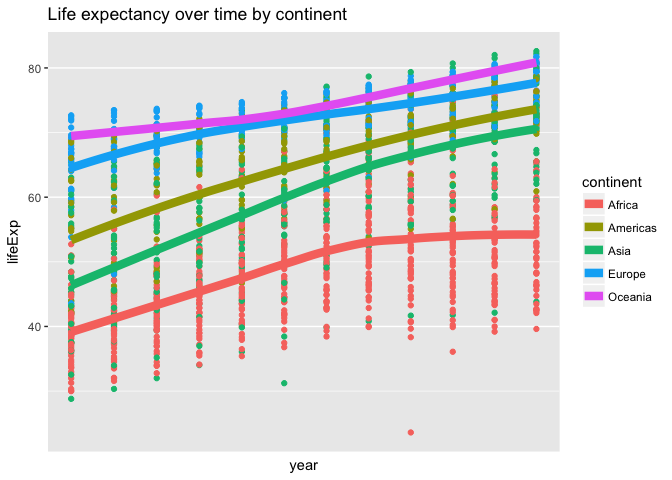 Life expectancy over time by continent
80
60
40
lifeExp
year
continent
Africa
Americas
Asia
Europe
Oceania